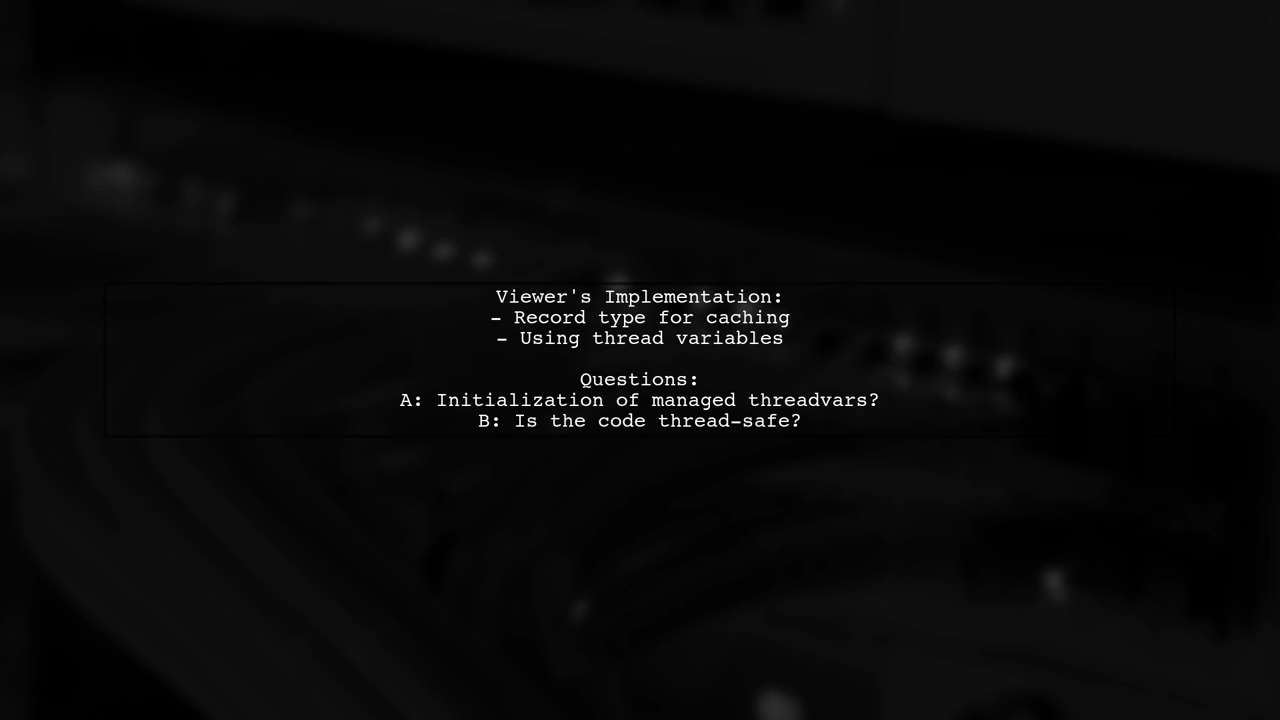 Viewer's Implementation:
- Record type for caching
- Using thread variables
Questions:
A: Initialization of managed threadvars?
B: Is the code thread-safe?